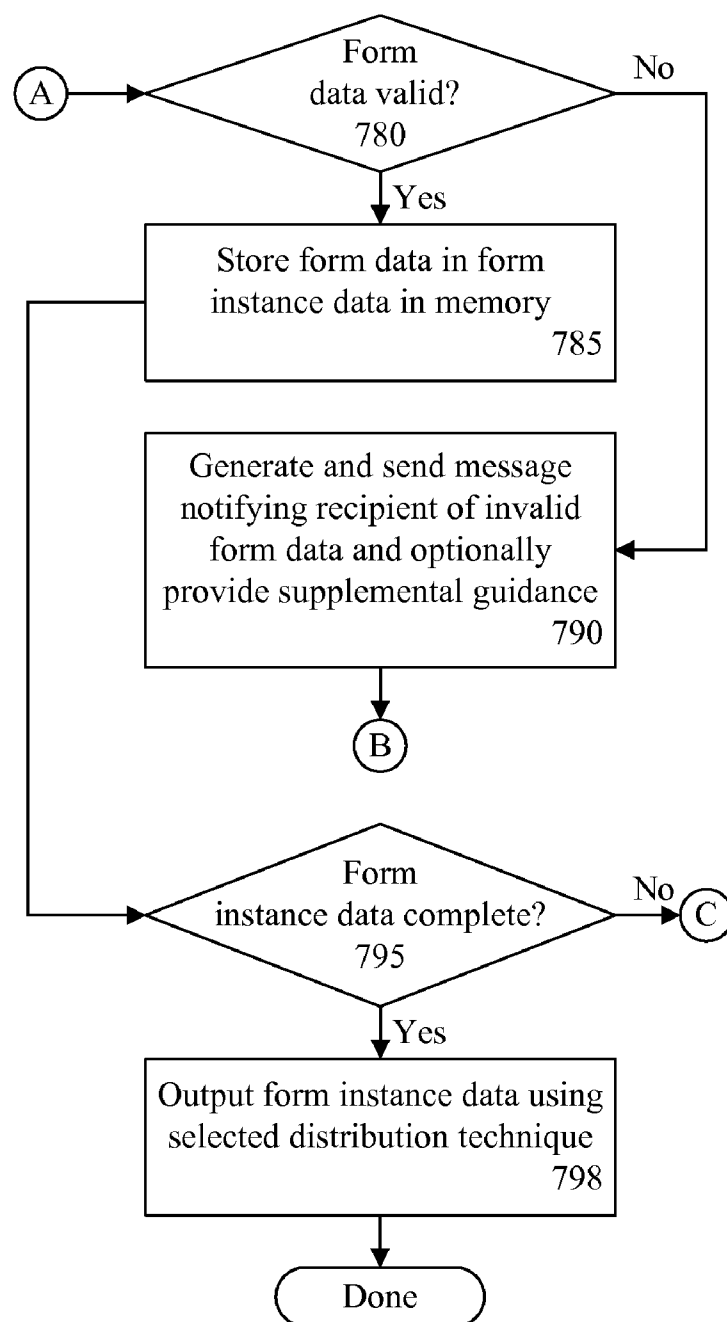 Form
data valid?
780
No
A
Yes
Store form data in form
instance data in memory
785
Generate and send message
notifying recipient of invalid
form data and optionally
provide supplemental guidance
790
B
Form
instance data complete?
795
No
C
Yes
Output form instance data using
selected distribution technique
798
Done